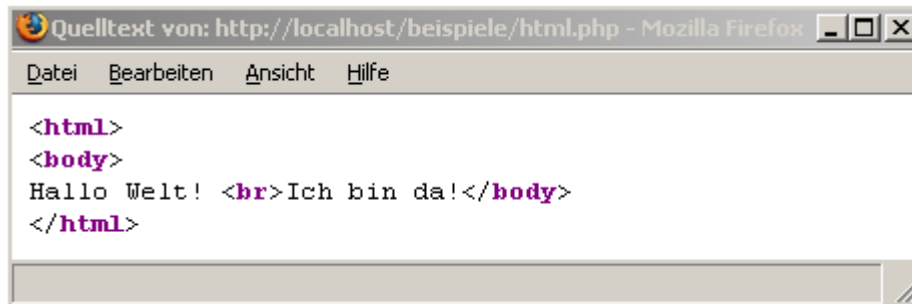 Quelltext von: http://localhost/beispiele/html.php - Mozilla Firefox
Datei Bearbeiten Ansicht Hilfe
<html>
<body>
Hallo Welt! <br>Ich bin da!</body>
</html>